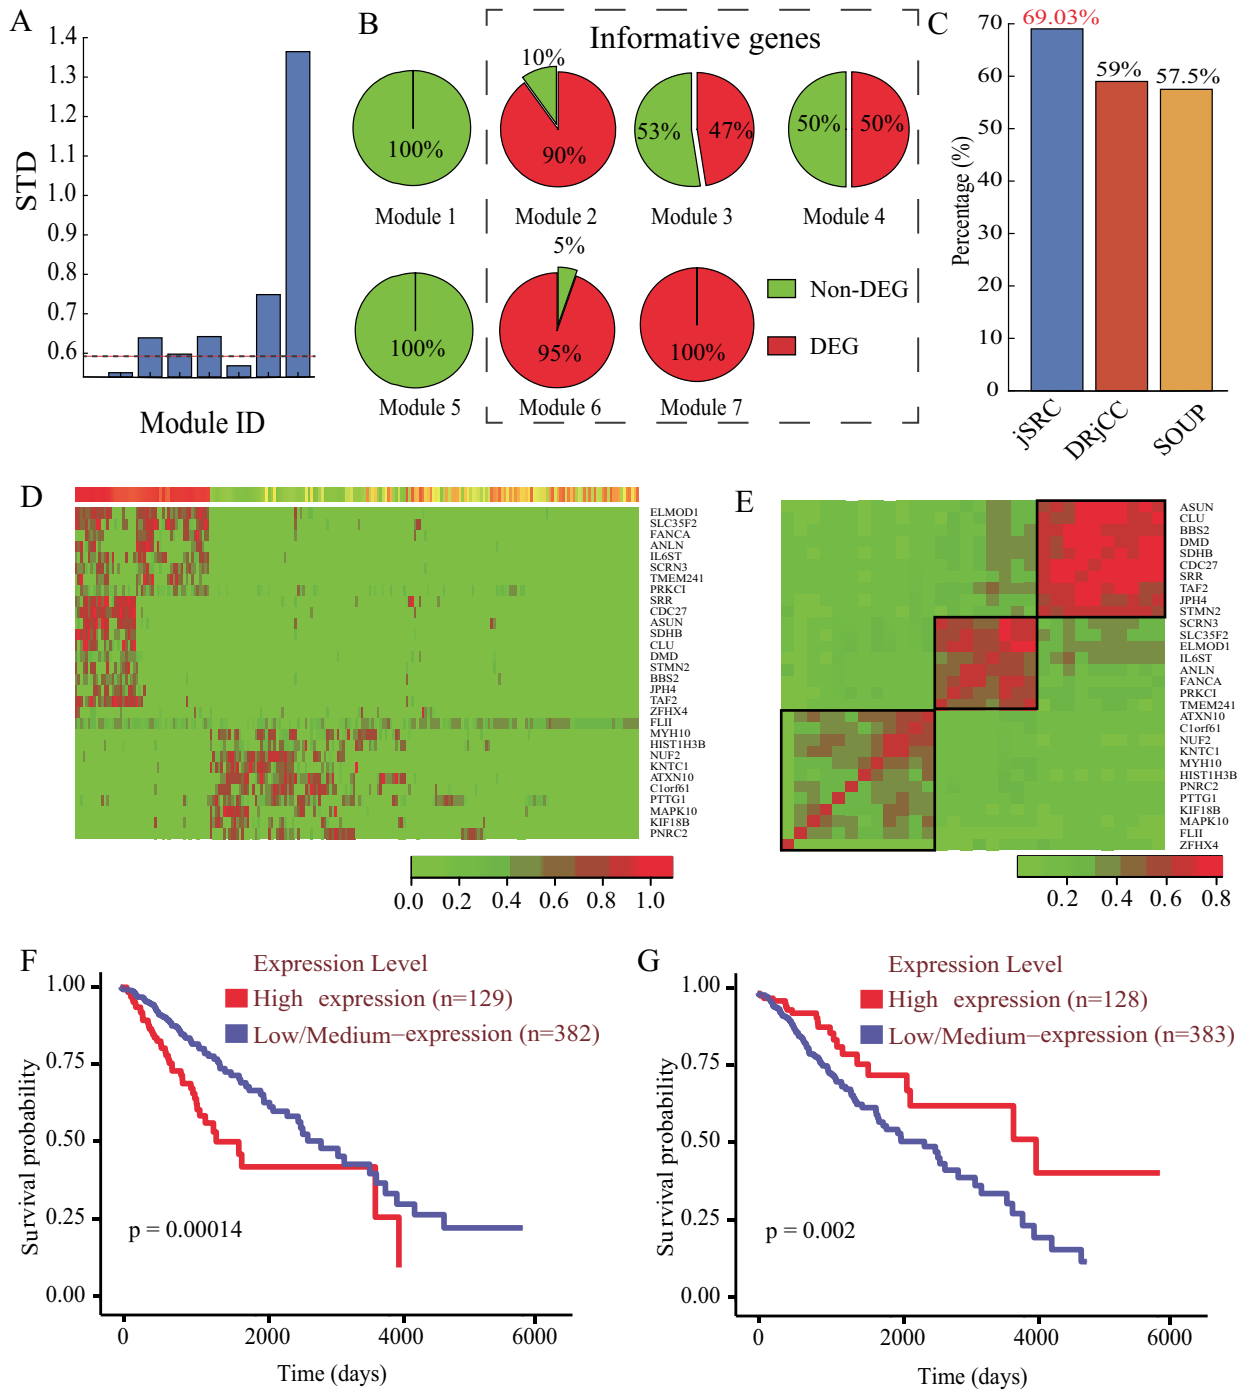 A
STD
1.4
1.3
1.2
1.1
1.0
0.9
0.8
0.7
0.6
Module ID
B
Informative genes
100%
Module 1
10%
90%
Module 2
53%
47%
Module 3
50%
50%
Module 4
100%
Module 5
5%
95%
Module 6
100%
Module 7
Non-DEG
DEG
C
Percentage (%)
70
60
50
40
30
20
10
0
69.03%
59%
57.5%
jSRC
DRjCC
SOUP
D
ELMOD1
SLC35F2
FANCA
ANLN
IL6ST
SCRN3
TMEM241
PRKCI
SRR
CDC27
ASUN
SDHB
CLU
DMD
STMN2
BBS2
JPH4
TAF2
ZFHX4
FLII
MYH10
HIST1H3B
NUF2
KNTC1
ATXN10
C1orf61
PTTG1
MAPK10
KIF18B
PNRC2
0.0 0.2 0.4 0.6 0.8 1.0
E
ASUN
CLU
BBS2
DMD
SDHB
CDC27
SRR
TAF2
JPH4
STMN2
SCRN3
SLC35F2
ELMOD1
IL6ST
ANLN
FANCA
PRKCI
TMEM241
ATXN10
C1orf61
NUF2
KNTC1
MYH10
HIST1H3B
PNRC2
PTTG1
KIF18B
MAPK10
FLII
ZFHX4
0.2 0.4 0.6 0.8
F
Expression Level
High expression (n=129)
Low/Medium−expression (n=382)
Survival probability
1.00
0.75
0.50
0.25
0.00
p = 0.00014
0 2000 4000 6000
Time (days)
G
Expression Level
High expression (n=128)
Low/Medium−expression (n=383)
Survival probability
1.00
0.75
0.50
0.25
0.00
p = 0.002
0 2000 4000 6000
Time (days)